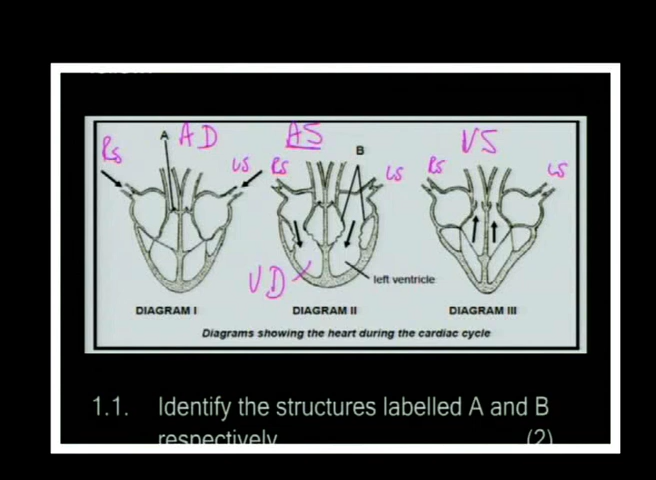 A AD AS VS
B
Rs LS Rs LS Rs LS
VD
left ventricle
DIAGRAM I DIAGRAM II DIAGRAM III
Diagrams showing the heart during the cardiac cycle
1.1. Identify the structures labelled A and B
respectively (2)